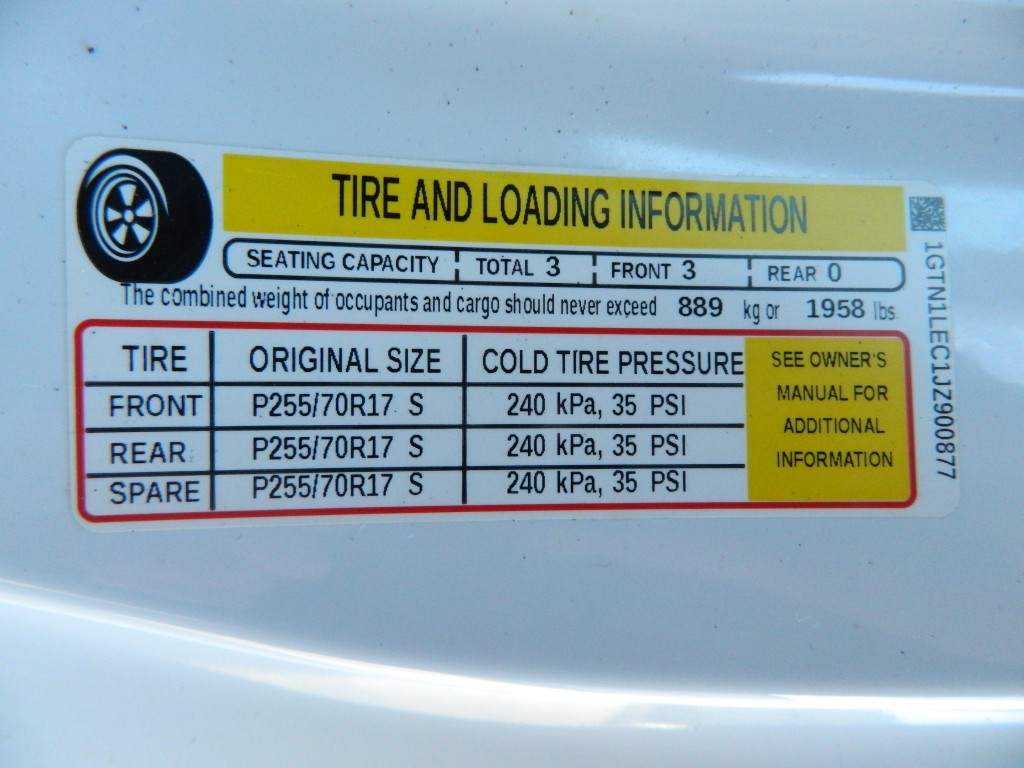 TIRE AND LOADING INFORMATION
SEATING CAPACITY TOTAL 3 FRONT 3 REAR 0
The combined weight of occupants and cargo should never exceed 889 kg or 1958 lbs.
TIRE ORIGINAL SIZE COLD TIRE PRESSURE
FRONT P255/70R17 S 240 kPa, 35 PSI
REAR P255/70R17 S 240 kPa, 35 PSI
SPARE P255/70R17 S 240 kPa, 35 PSI
SEE OWNER'S
MANUAL FOR
ADDITIONAL
INFORMATION
1GTN1LEC1JZ900877